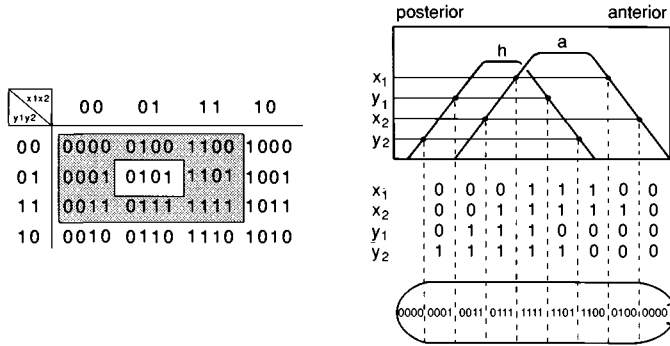 x1x2
y1y2
00 01 11 10
00 0000 0100 1100 1000
01 0001 0101 1101 1001
11 0011 0111 1111 1011
10 0010 0110 1110 1010
posterior anterior
h a
x1
y1
x2
y2
x1 0 0 0 1 1 1 0 0
x2 0 0 1 1 1 1 1 0
y1 0 1 1 1 1 0 0 0
y2 1 1 1 1 1 1 0 0 0
0000 0001 0011 0111 1111 1101 1100 0100 0000